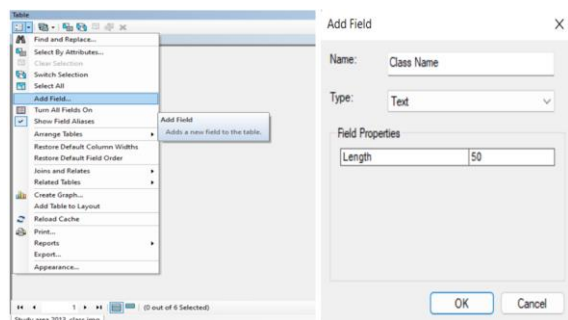 Table
Find and Replace...
Select By Attributes...
Clear Selection
Switch Selection
Select All
Add Field...
Turn All Fields On
Show Field Aliases
Arrange Tables
Restore Default Column Widths
Restore Default Field Order
Joins and Relates
Related Tables
Create Graph...
Add Table to Layout
Reload Cache
Print...
Reports
Export...
Appearance...
Add Field
Adds a new field to the table.
1
(0 out of 6 Selected)
Study area 2013_class.img
Add Field
Name: Class Name
Type: Text
Field Properties
Length 50
OK Cancel